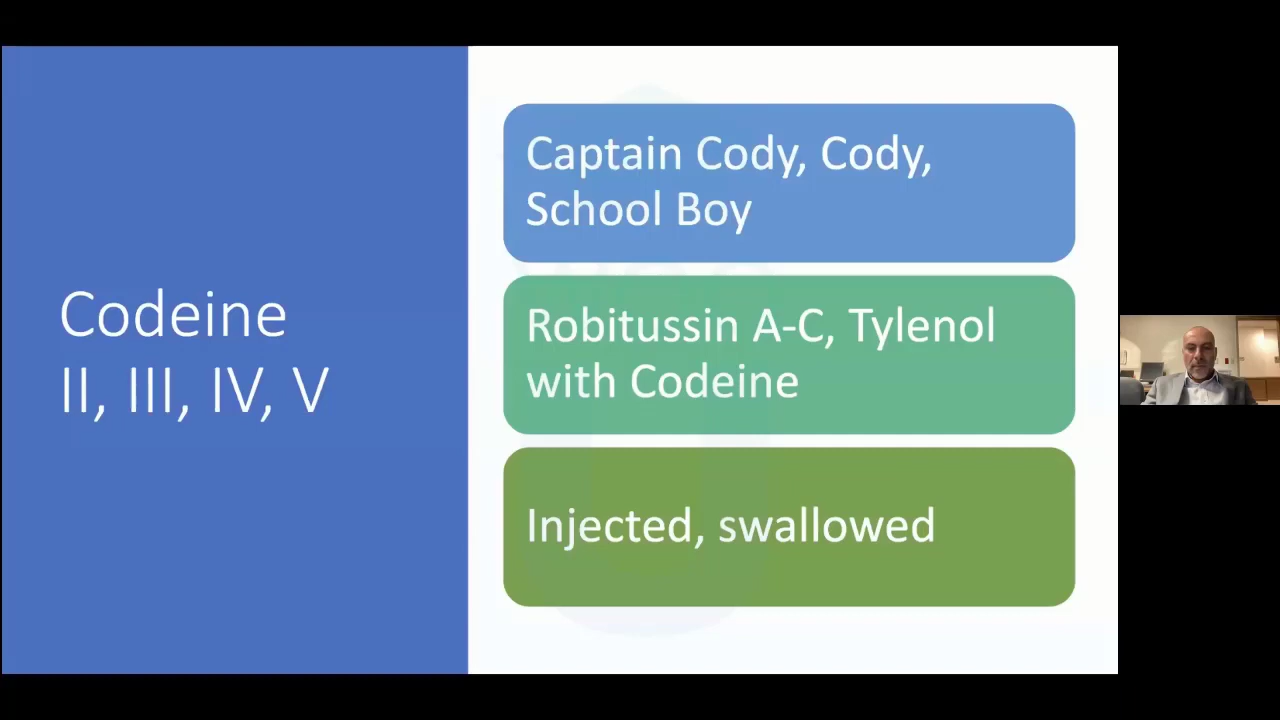 Codeine
II, III, IV, V
Captain Cody, Cody,
School Boy
Robitussin A-C, Tylenol
with Codeine
Injected, swallowed